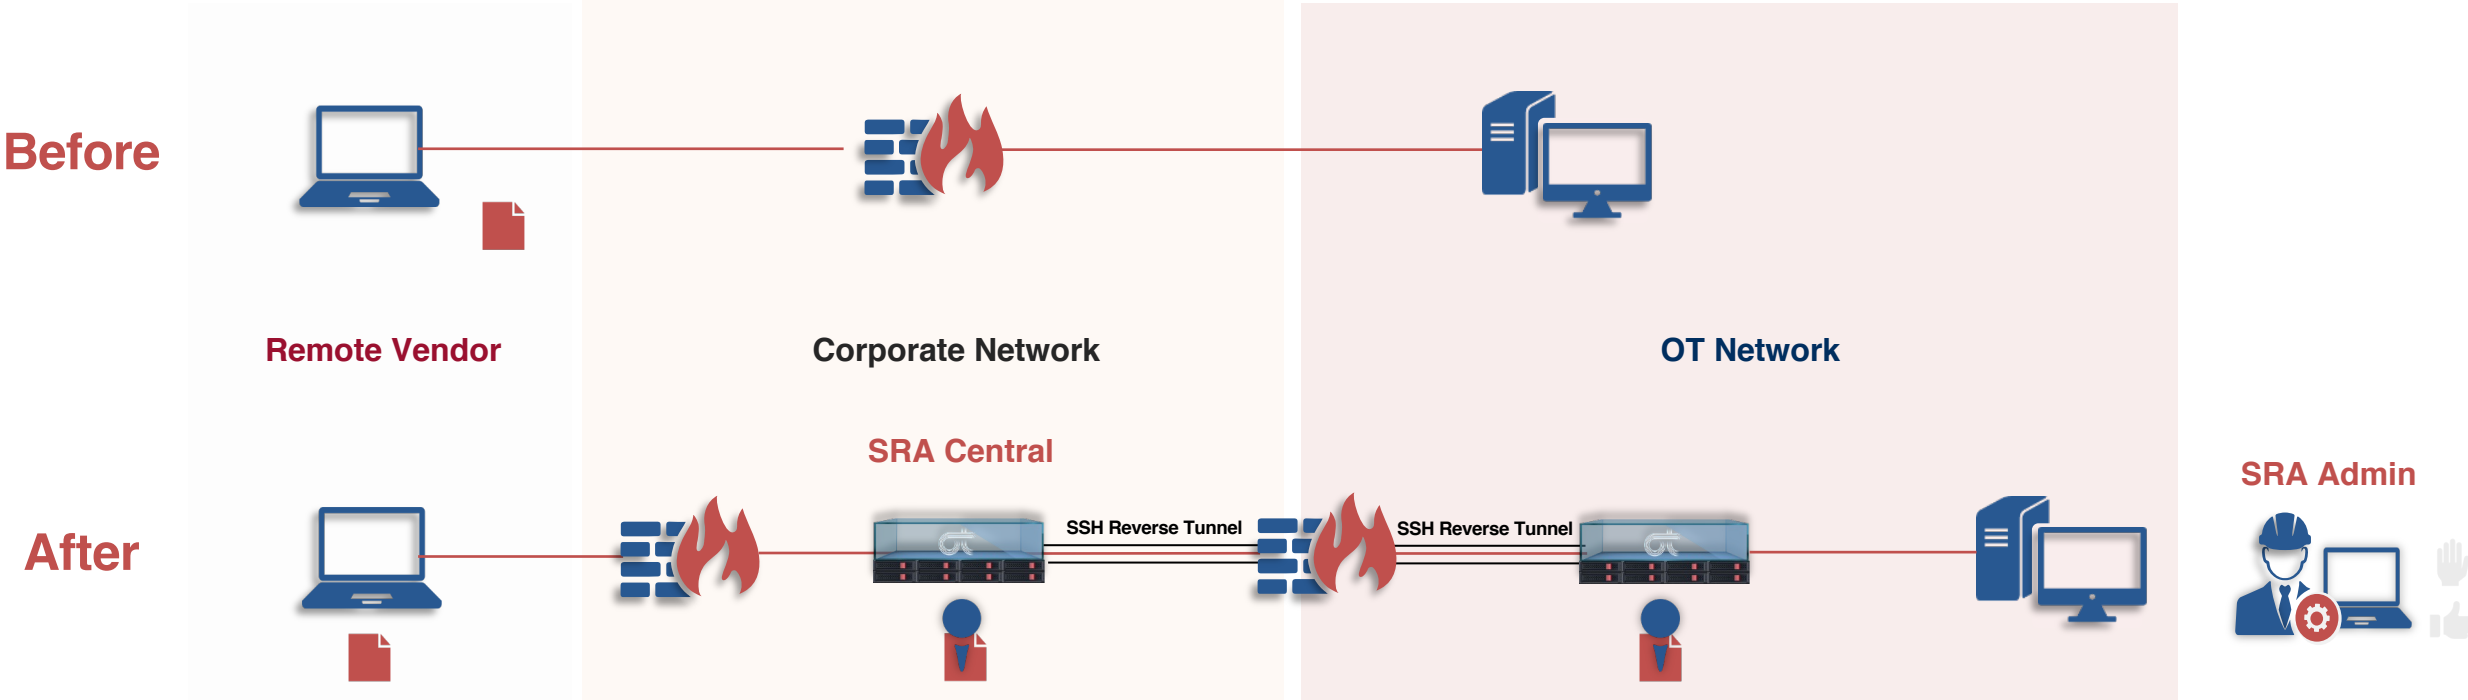 Before
Remote Vendor
Corporate Network
OT Network
SRA Central
SRA Admin
After
SSH Reverse Tunnel
SSH Reverse Tunnel